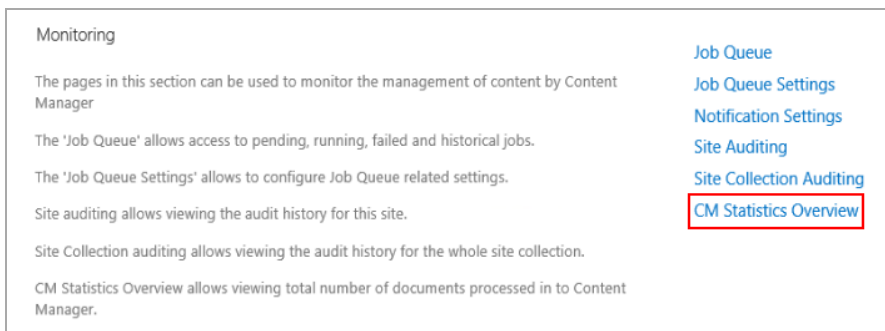 Monitoring
The pages in this section can be used to monitor the management of content by Content
Manager
The 'Job Queue' allows access to pending, running, failed and historical jobs.
The 'Job Queue Settings' allows to configure Job Queue related settings.
Site auditing allows viewing the audit history for this site.
Site Collection auditing allows viewing the audit history for the whole site collection.
CM Statistics Overview allows viewing total number of documents processed in to Content
Manager.
Job Queue
Job Queue Settings
Notification Settings
Site Auditing
Site Collection Auditing
CM Statistics Overview